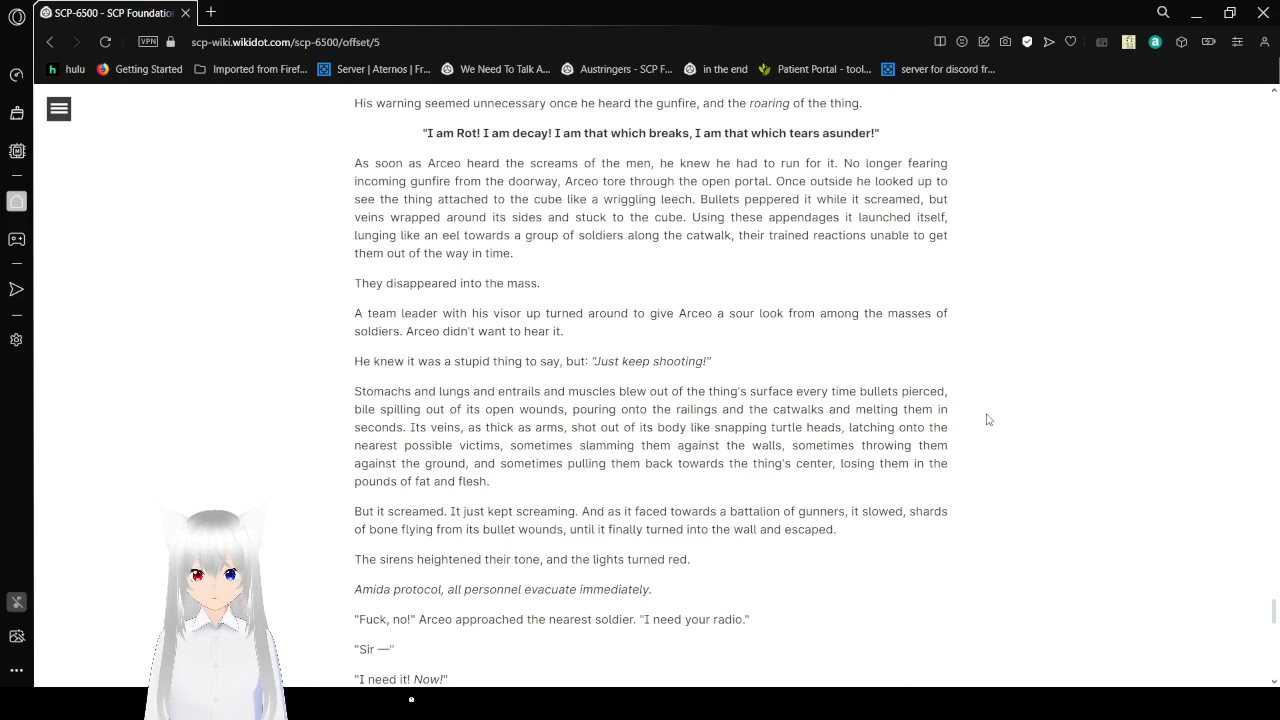 SCP-6500 - SCP Foundatio
VPN
scp-wiki.wikidot.com/scp-6500/offset/5
hulu
Getting Started
Imported from Firef...
Server | Aternos | Fr...
We Need To Talk A...
Austringers - SCP F...
in the end
Patient Portal - tool...
server for discord fr...
His warning seemed unnecessary once he heard the gunfire, and the roaring of the thing.
"I am Rot! I am decay! I am that which breaks, I am that which tears asunder!"
As soon as Arceo heard the screams of the men, he knew he had to run for it. No longer fearing
incoming gunfire from the doorway, Arceo tore through the open portal. Once outside he looked up to
see the thing attached to the cube like a wriggling leech. Bullets peppered it while it screamed, but
veins wrapped around its sides and stuck to the cube. Using these appendages it launched itself,
lunging like an eel towards a group of soldiers along the catwalk, their trained reactions unable to get
them out of the way in time.
They disappeared into the mass.
A team leader with his visor up turned around to give Arceo a sour look from among the masses of
soldiers. Arceo didn't want to hear it.
He knew it was a stupid thing to say, but: "Just keep shooting!"
Stomachs and lungs and entrails and muscles blew out of the thing's surface every time bullets pierced,
bile spilling out of its open wounds, pouring onto the railings and the catwalks and melting them in
seconds. Its veins, as thick as arms, shot out of its body like snapping turtle heads, latching onto the
nearest possible victims, sometimes slamming them against the walls, sometimes throwing them
against the ground, and sometimes pulling them back towards the thing's center, losing them in the
pounds of fat and flesh.
But it screamed. It just kept screaming. And as it faced towards a battalion of gunners, it slowed, shards
of bone flying from its bullet wounds, until it finally turned into the wall and escaped.
The sirens heightened their tone, and the lights turned red.
Amida protocol, all personnel evacuate immediately.
"Fuck, no!" Arceo approached the nearest soldier. "I need your radio."
"Sir —"
"I need it! Now!"